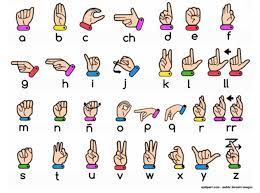 a b c ch d e f
g h i j k l ll
m n ñ o p q r rr
s t u v w x y z